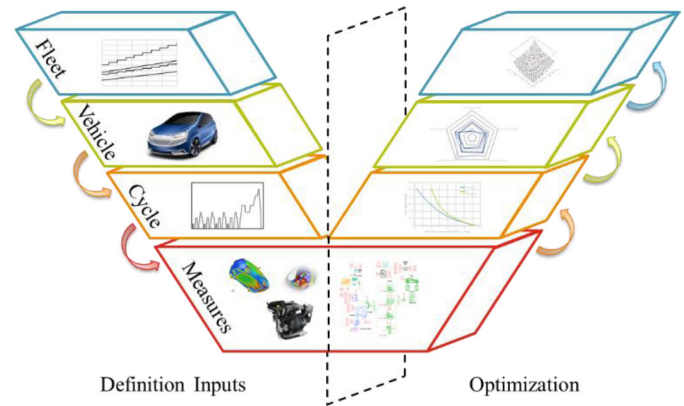 Fleet
Vehicle
Cycle
Measures
Definition Inputs
Optimization